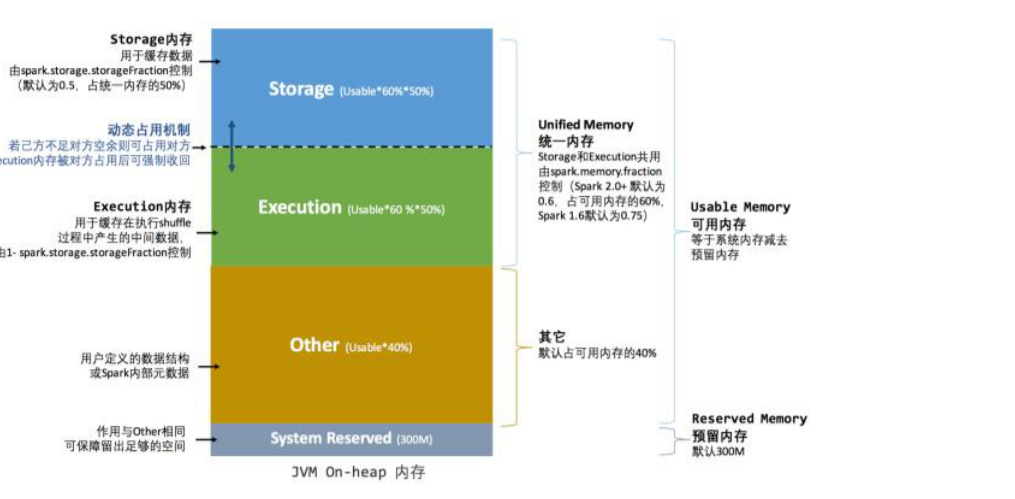 Storage内存
用于缓存数据
由spark.storage.storageFraction控制
（默认为0.5，占统一内存的50%）
动态占用机制
若己方不足对方空余则可占用对方
ecution内存被对方占用后可强制收回
Execution内存
用于缓存在执行shuffle
过程中产生的中间数据，
由1- spark.storage.storageFraction控制
用户定义的数据结构
或Spark内部元数据
作用与Other相同
可保障留出足够的空间
Storage (Usable*60%*50%)
Execution (Usable*60 %*50%)
Other (Usable*40%)
System Reserved (300M)
JVM On-heap 内存
Unified Memory
统一内存
Storage和Execution共用
由spark.memory.fraction
控制（Spark 2.0+ 默认为
0.6，占可用内存的60%，
Spark 1.6默认为0.75）
其它
默认占可用内存的40%
Usable Memory
可用内存
等于系统内存减去
预留内存
Reserved Memory
预留内存
默认300M